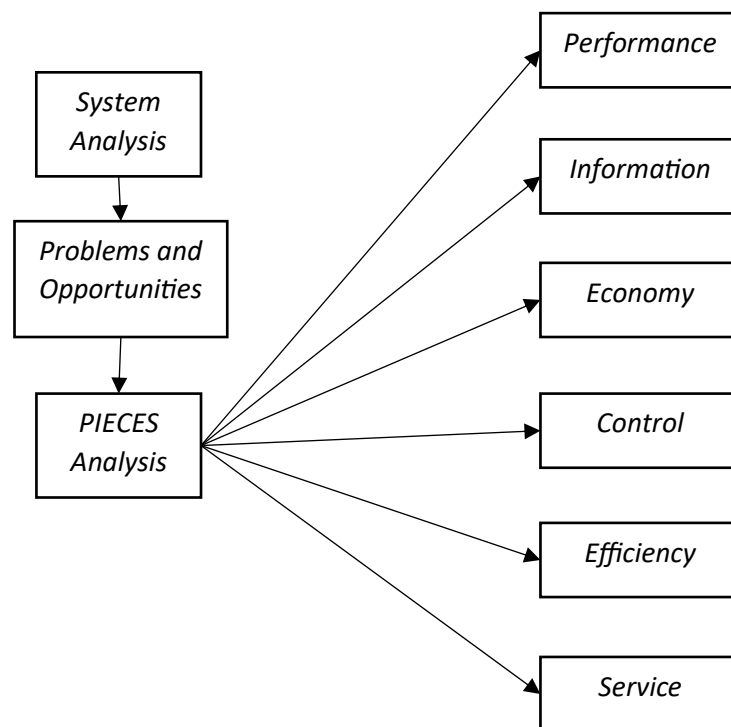 System
Analysis
Problems and
Opportunities
PIECES
Analysis
Performance
Information
Economy
Control
Efficiency
Service